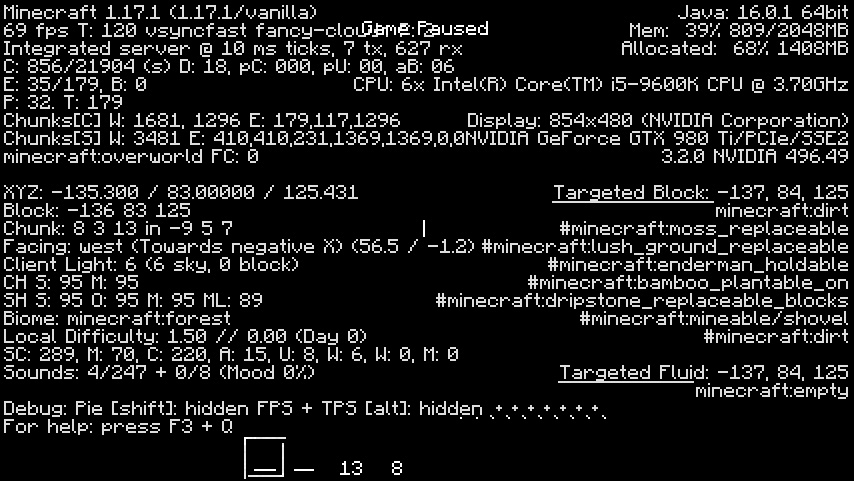 Minecraft 1.17.1 (1.17.1/vanilla)
Java: 16.0.1 64bit
69 fps T: 120 vsyncfast fancy-clouds B: 2
Game Paused
Mem: 39% 809/2048MB
Integrated server @ 10 ms ticks, 7 tx, 627 rx
Allocated: 68% 1408MB
C: 856/21904 (s) D: 18, pC: 000, pU: 00, aB: 06
E: 35/179, B: 0
CPU: 6x Intel(R) Core(TM) i5-9600K CPU @ 3.70GHz
P: 32. T: 179
Chunks[C] W: 1681, 1296 E: 179,117,1296
Display: 854x480 (NVIDIA Corporation)
Chunks[S] W: 3481 E: 410,410,231,1369,1369,0,0
NVIDIA GeForce GTX 980 Ti/PCIe/SSE2
minecraft:overworld FC: 0
3.2.0 NVIDIA 496.49
XYZ: -135.300 / 83.00000 / 125.431
Targeted Block: -137, 84, 125
Block: -136 83 125
minecraft:dirt
Chunk: 8 3 13 in -9 5 7
#minecraft:moss_replaceable
Facing: west (Towards negative X) (56.5 / -1.2)
#minecraft:lush_ground_replaceable
Client Light: 6 (6 sky, 0 block)
#minecraft:enderman_holdable
CH S: 95 M: 95
#minecraft:bamboo_plantable_on
SH S: 95 O: 95 M: 95 ML: 89
#minecraft:dripstone_replaceable_blocks
Biome: minecraft:forest
#minecraft:mineable/shovel
Local Difficulty: 1.50 // 0.00 (Day 0)
#minecraft:dirt
SC: 289, M: 70, C: 220, A: 15, U: 8, W: 6, W: 0, M: 0
Sounds: 4/247 + 0/8 (Mood 0%)
Targeted Fluid: -137, 84, 125
minecraft:empty
Debug: Pie [shift]: hidden FPS + TPS [alt]: hidden
For help: press F3 + Q
13 8